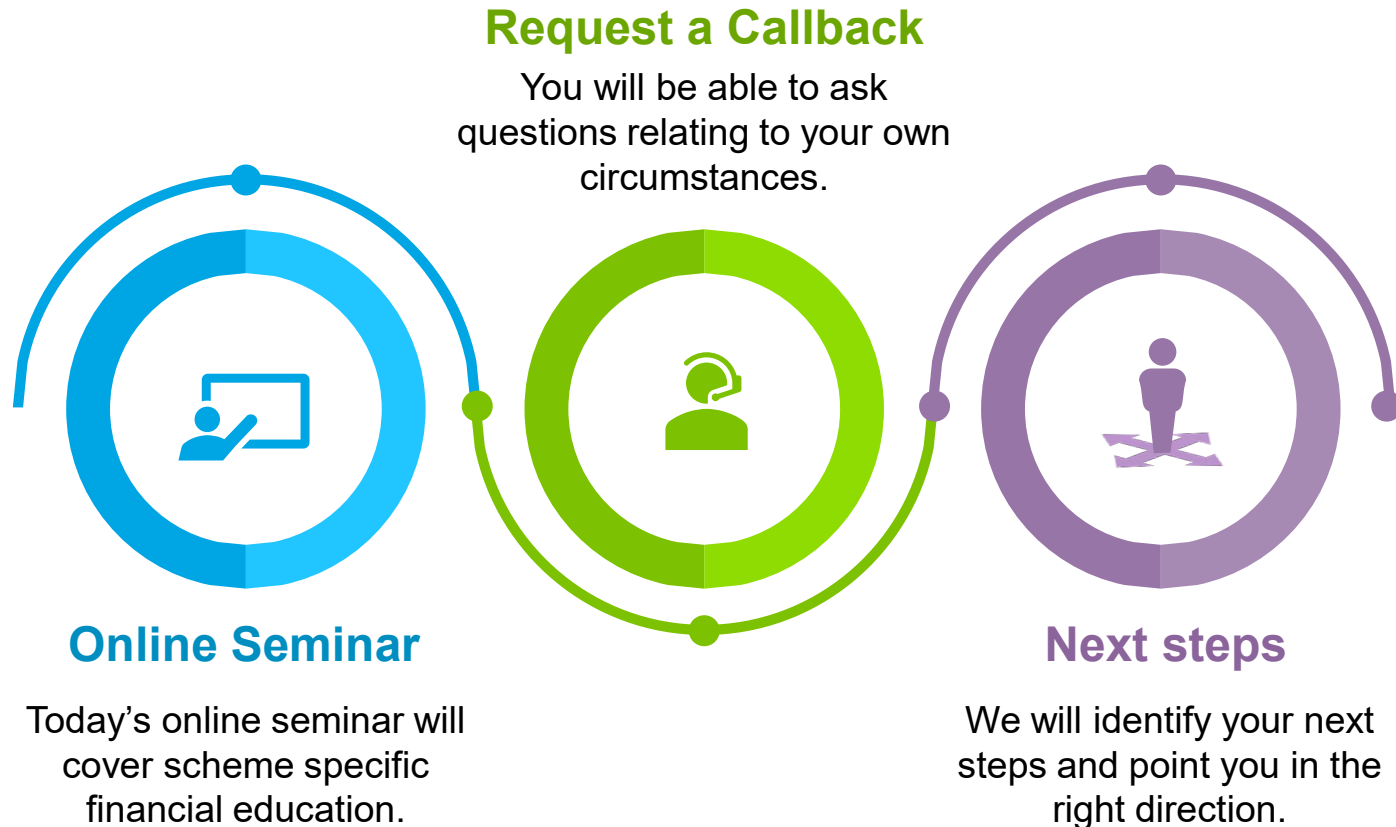 Request a Callback
You will be able to ask
questions relating to your own
circumstances.
Online Seminar
Today’s online seminar will
cover scheme specific
financial education.
Next steps
We will identify your next
steps and point you in the
right direction.